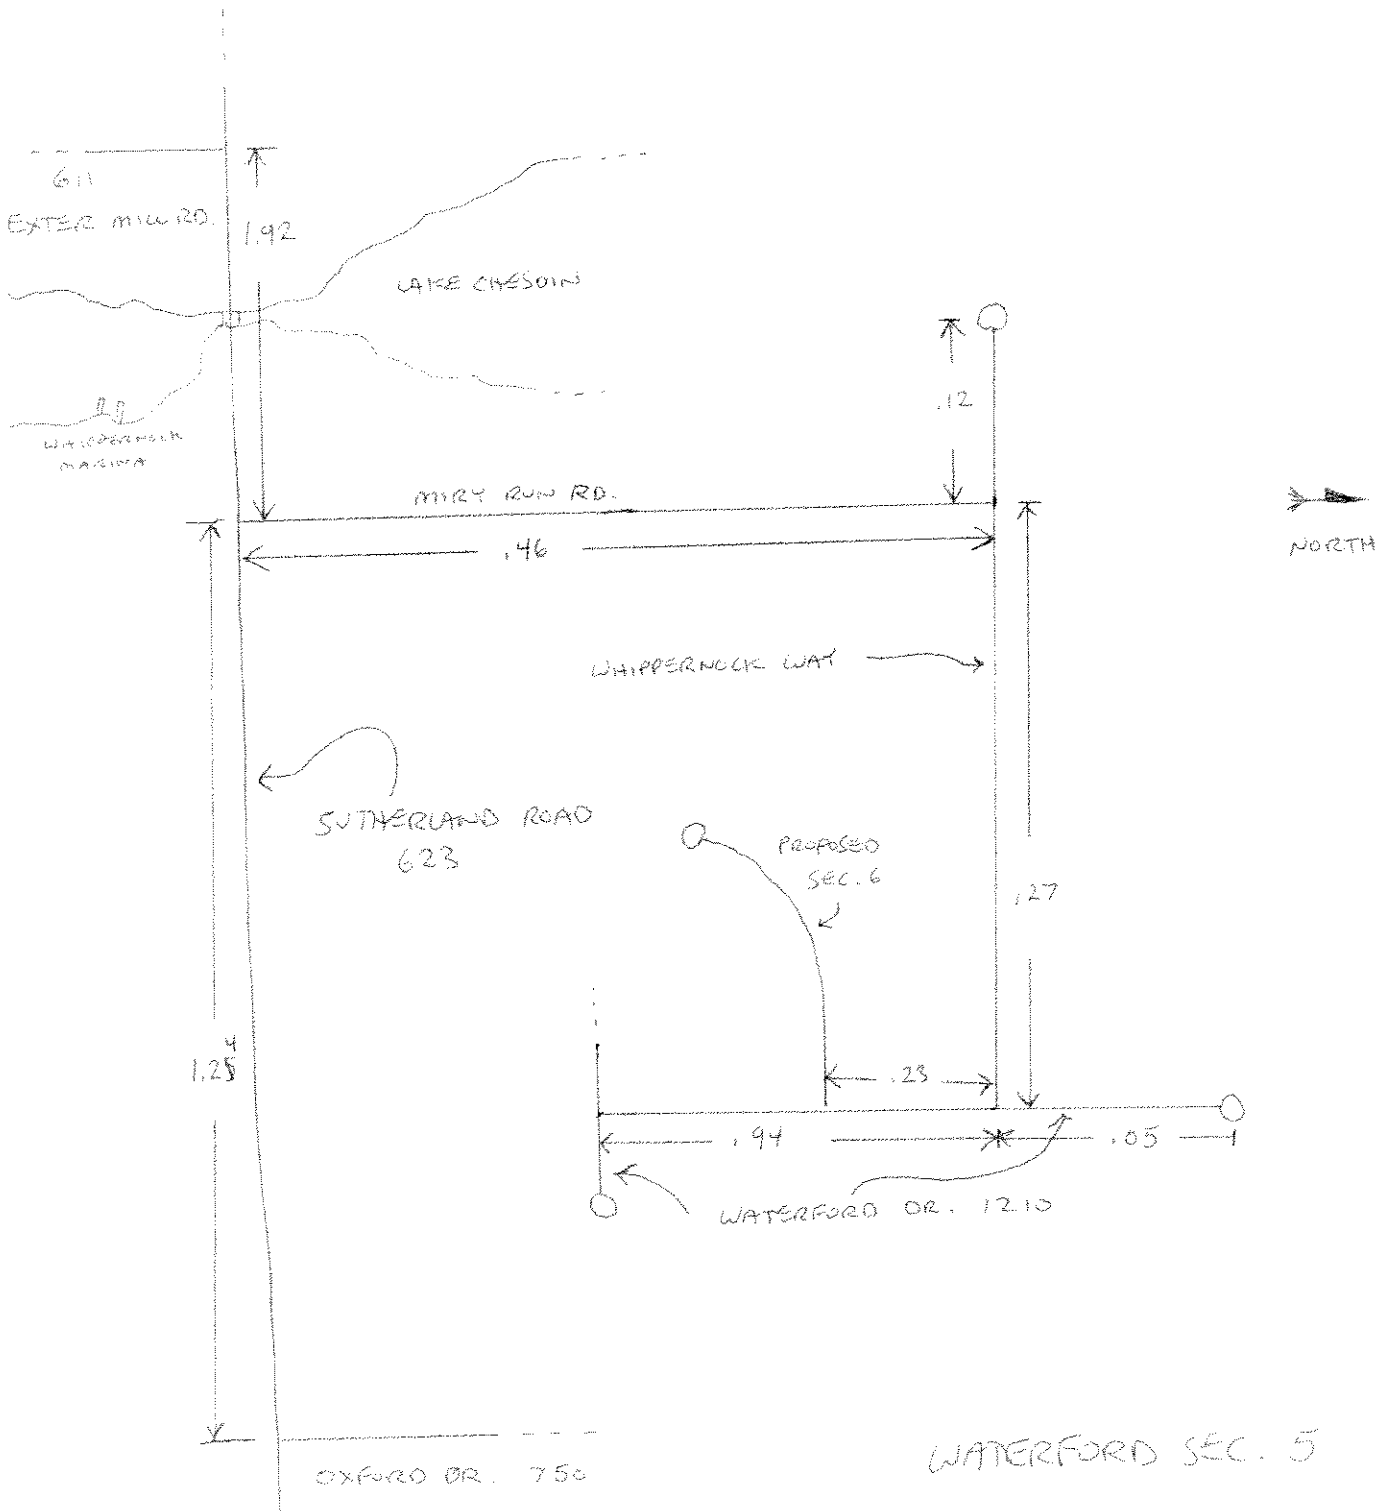 611
EXTER MILL RD.
1.92
LAKE CHESDIN
.12
WHIPPERNOCK
MARINA
MIRY RUN RD.
.46
NORTH
WHIPPERNOCK WAY
SUTHERLAND ROAD
623
PROPOSED
SEC. 6
.27
1.254
.23
.94
.05
WATERFORD DR. 1210
OXFORD DR. 750
WATERFORD SEC. 5